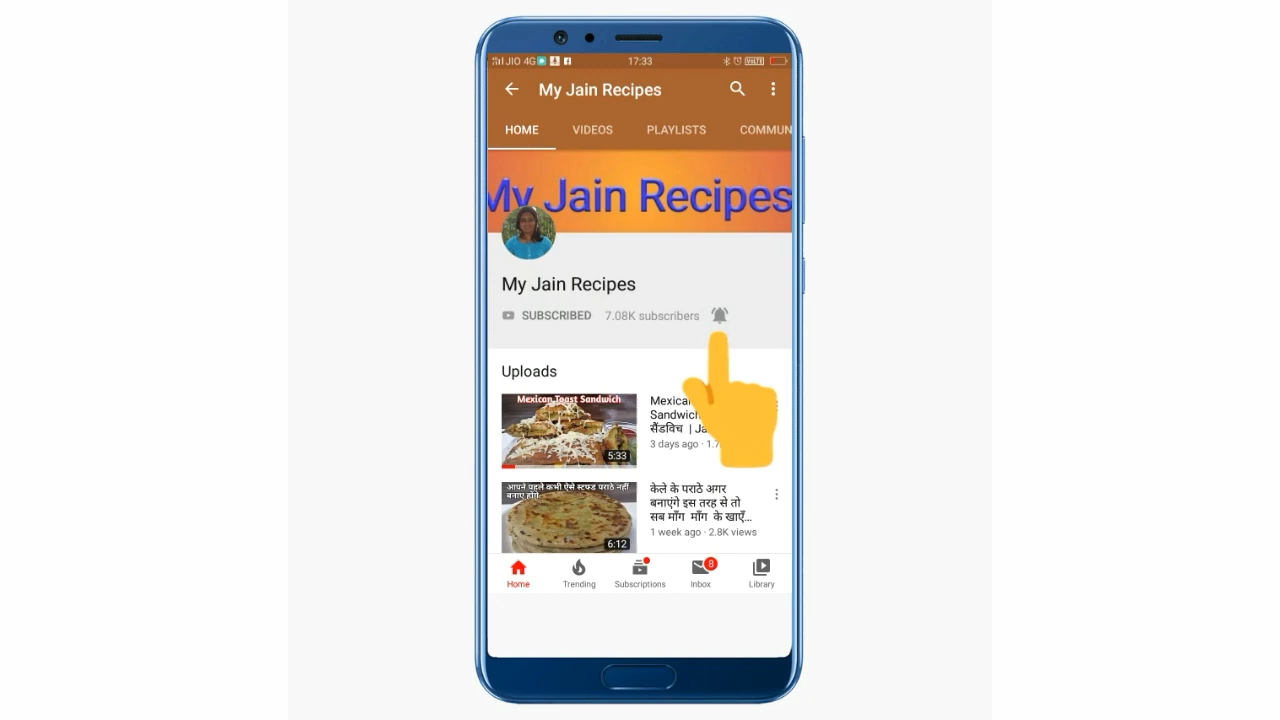 JIO 4G
17:33
VoLTE
My Jain Recipes
HOME VIDEOS PLAYLISTS COMMUN
My Jain Recipes
My Jain Recipes
SUBSCRIBED 7.08K subscribers
Uploads
Mexican Toast Sandwich
5:33
Mexica
Sandwich
सैंडविच | Ja
3 days ago · 1.7
आपने पहले कभी ऐसे स्टफ्ड पराठे नहीं
बनाए होंगे
6:12
केले के पराठे अगर
बनाएंगे इस तरह से तो
सब माँग माँग के खाएँ...
1 week ago · 2.8K views
8
Home Trending Subscriptions Inbox Library